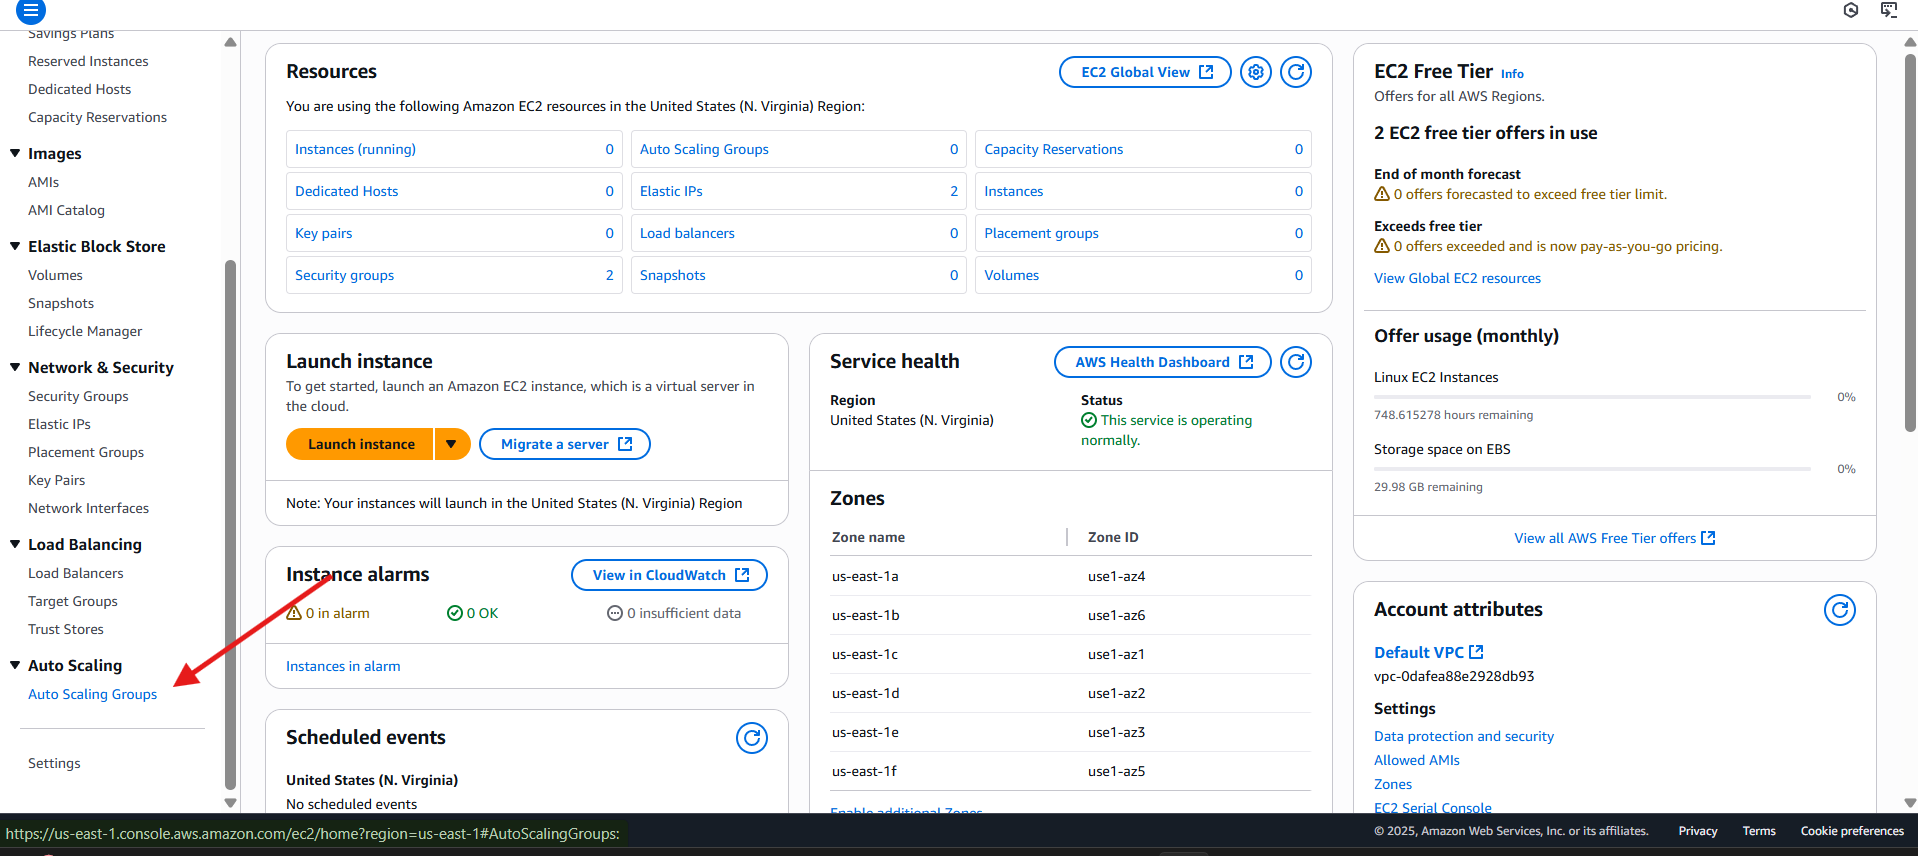 Savings Plans
Reserved Instances
Dedicated Hosts
Capacity Reservations
Images
AMIs
AMI Catalog
Elastic Block Store
Volumes
Snapshots
Lifecycle Manager
Network & Security
Security Groups
Elastic IPs
Placement Groups
Key Pairs
Network Interfaces
Load Balancing
Load Balancers
Target Groups
Trust Stores
Auto Scaling
Auto Scaling Groups
Settings
Resources
EC2 Global View
You are using the following Amazon EC2 resources in the United States (N. Virginia) Region:
Instances (running) 0
Auto Scaling Groups 0
Capacity Reservations 0
Dedicated Hosts 0
Elastic IPs 2
Instances 0
Key pairs 0
Load balancers 0
Placement groups 0
Security groups 2
Snapshots 0
Volumes 0
Launch instance
To get started, launch an Amazon EC2 instance, which is a virtual server in
the cloud.
Launch instance
Migrate a server
Note: Your instances will launch in the United States (N. Virginia) Region
Instance alarms
View in CloudWatch
0 in alarm
0 OK
0 insufficient data
Instances in alarm
Scheduled events
United States (N. Virginia)
No scheduled events
Service health
AWS Health Dashboard
Region
United States (N. Virginia)
Status
This service is operating
normally.
Zones
Zone name Zone ID
us-east-1a use1-az4
us-east-1b use1-az6
us-east-1c use1-az1
us-east-1d use1-az2
us-east-1e use1-az3
us-east-1f use1-az5
Enable additional Zones
EC2 Free Tier Info
Offers for all AWS Regions.
2 EC2 free tier offers in use
End of month forecast
0 offers forecasted to exceed free tier limit.
Exceeds free tier
0 offers exceeded and is now pay-as-you-go pricing.
View Global EC2 resources
Offer usage (monthly)
Linux EC2 Instances
0%
748.615278 hours remaining
Storage space on EBS
0%
29.98 GB remaining
View all AWS Free Tier offers
Account attributes
Default VPC
vpc-0dafea88e2928db93
Settings
Data protection and security
Allowed AMIs
Zones
EC2 Serial Console
https://us-east-1.console.aws.amazon.com/ec2/home?region=us-east-1#AutoScalingGroups:
© 2025, Amazon Web Services, Inc. or its affiliates.
Privacy
Terms
Cookie preferences